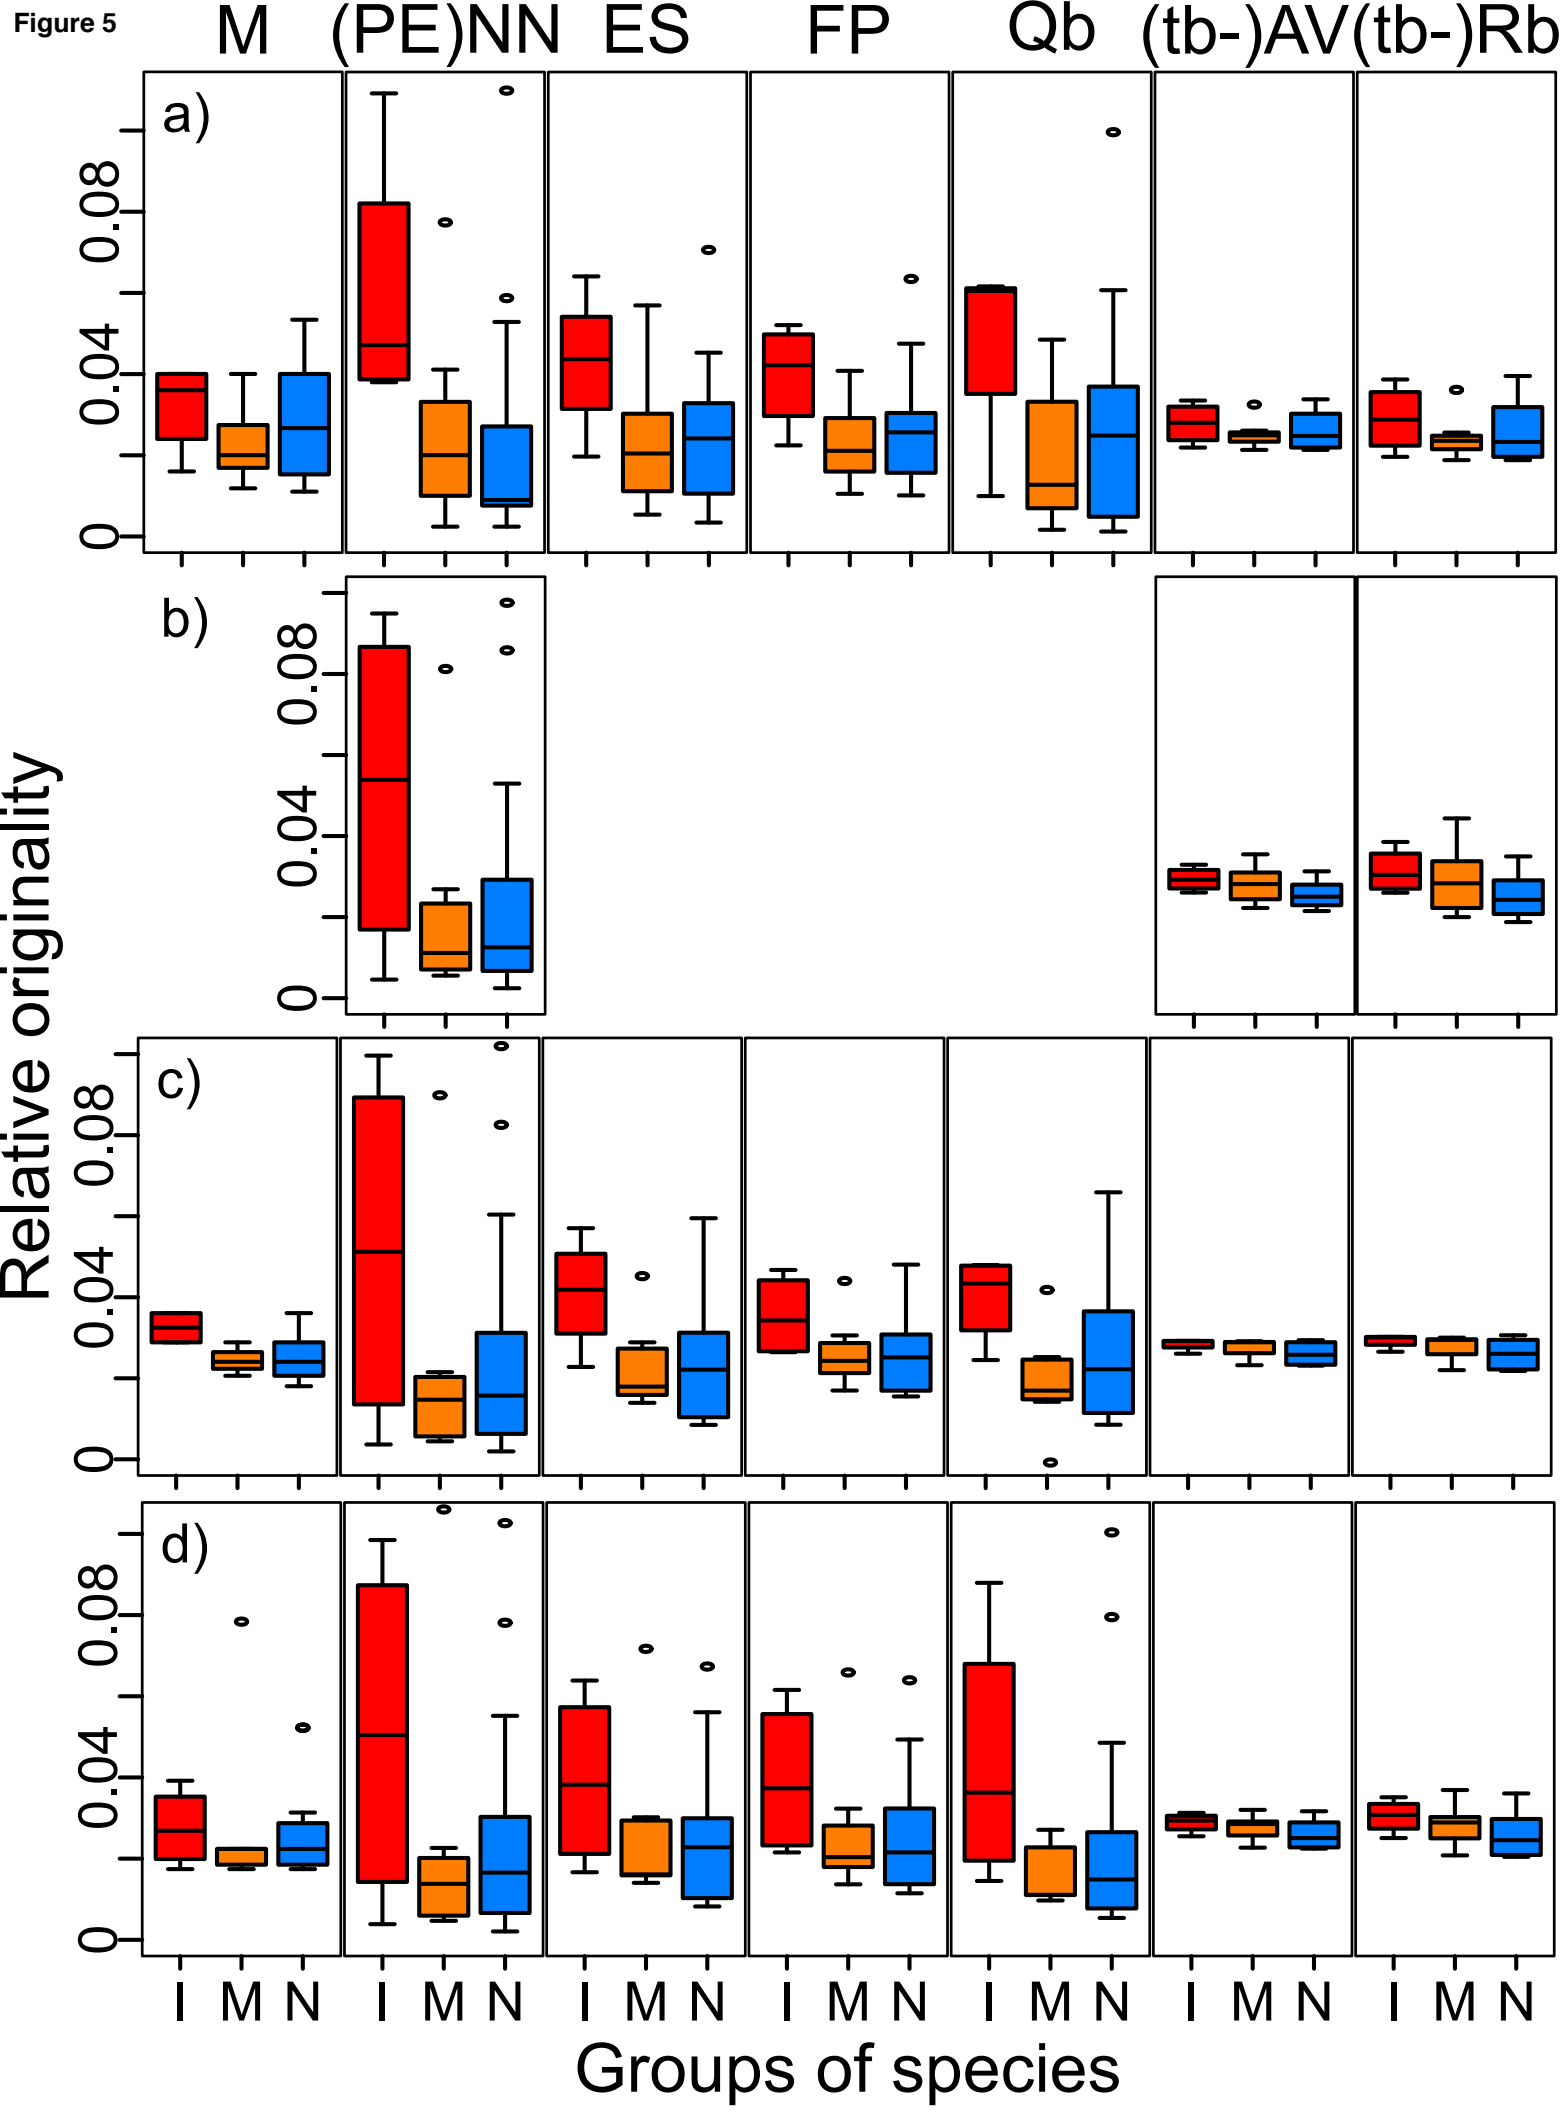 Figure 5
M (PE)NN ES FP Qb (tb-)AV (tb-)Rb
a)
0.08
0.04
0
b)
0.08
0.04
0
Relative originality
c)
0.08
0.04
0
d)
0.08
0.04
0
I M N I M N I M N I M N I M N I M N I M N
Groups of species